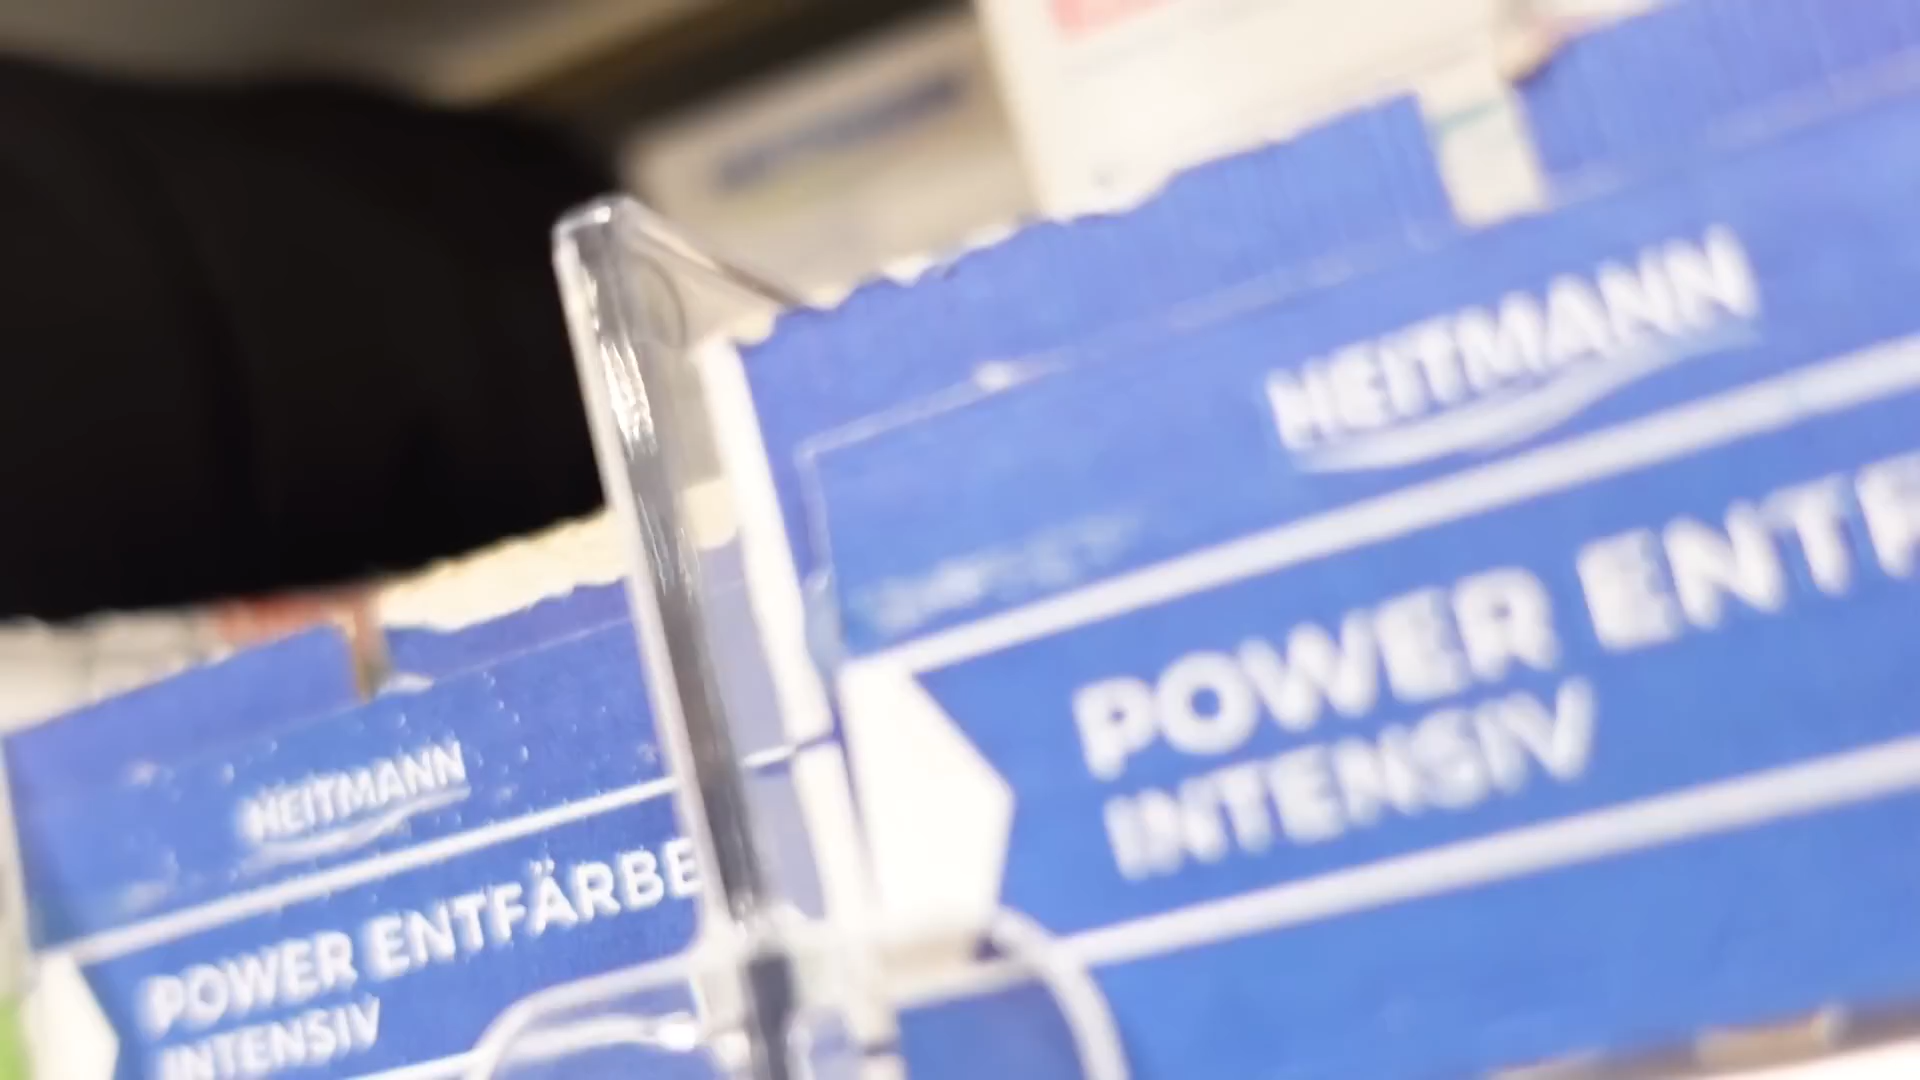 HEITMANN
POWER ENTF
INTENSIV
HEITMANN
POWER ENTFÄRBE
INTENSIV